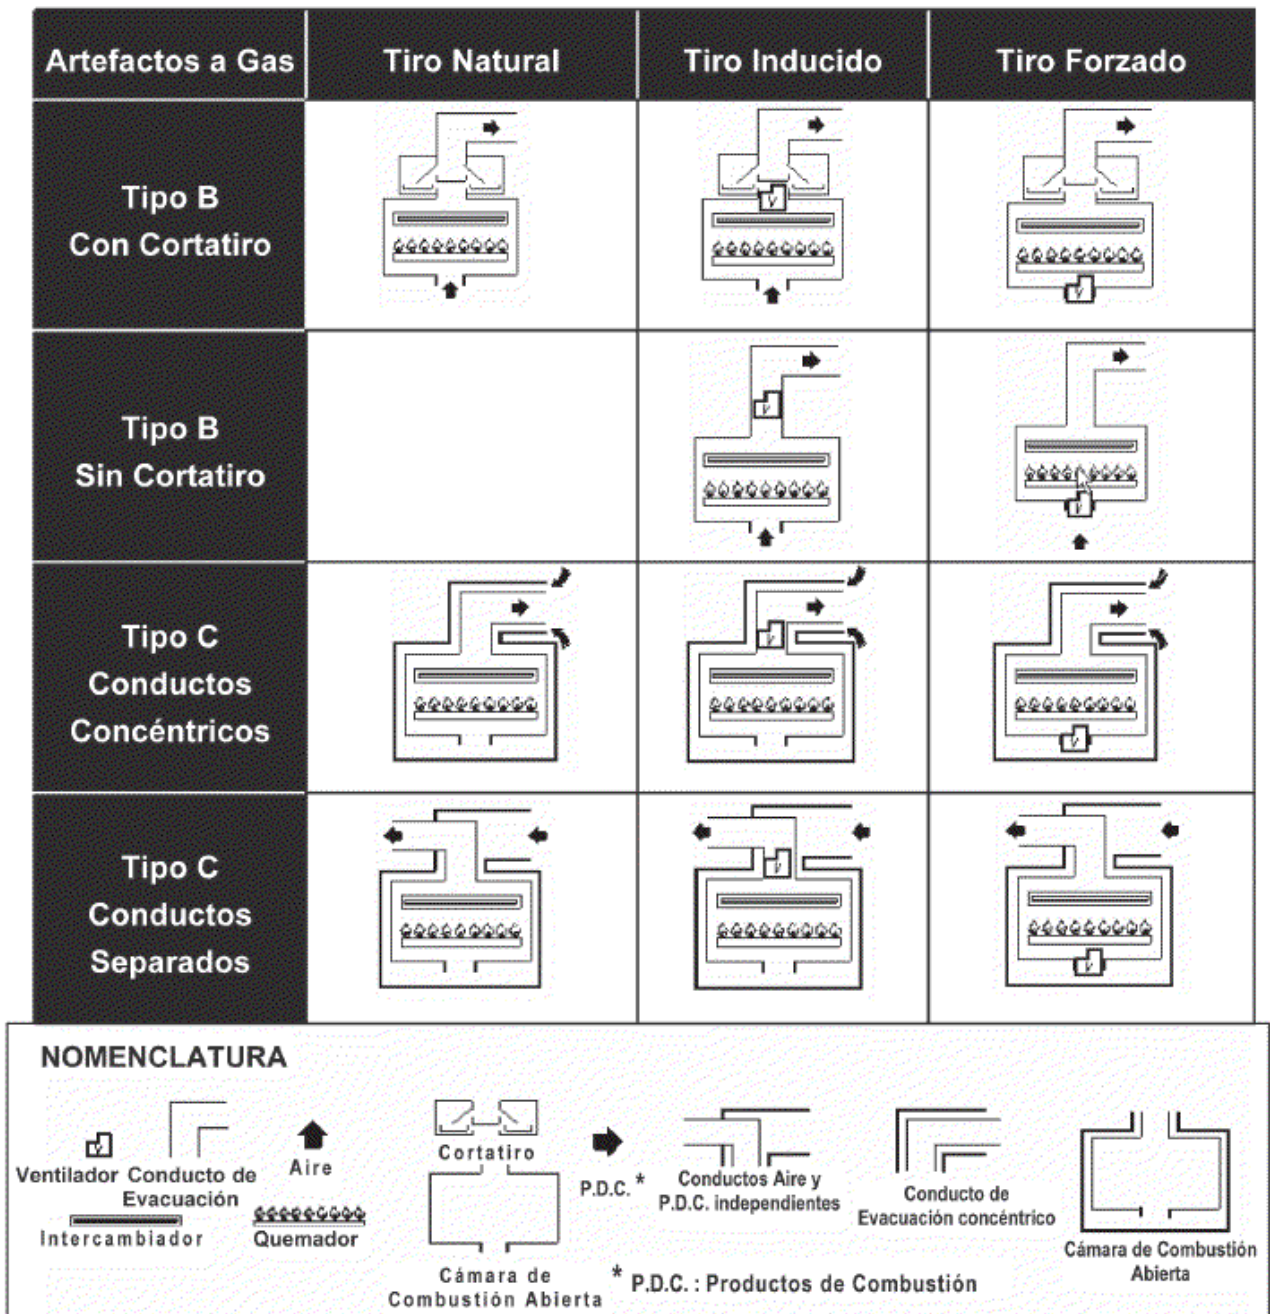 Artefactos a Gas
Tiro Natural
Tiro Inducido
Tiro Forzado
Tipo B
Con Cortatiro
Tipo B
Sin Cortatiro
Tipo C
Conductos
Concéntricos
Tipo C
Conductos
Separados
NOMENCLATURA
Ventilador
Conducto de
Evacuación
Aire
Intercambiador
Quemador
Cortatiro
Cámara de
Combustión Abierta
P.D.C. *
Conductos Aire y
P.D.C. independientes
Conducto de
Evacuación concéntrico
Cámara de Combustión
Abierta
* P.D.C. : Productos de Combustión